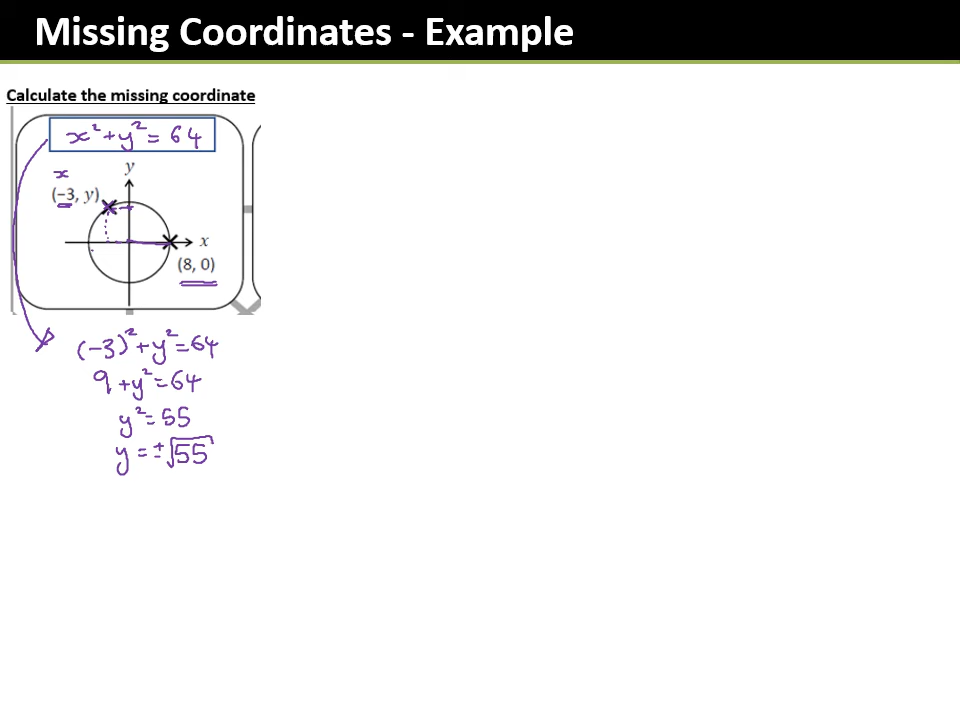 Missing Coordinates - Example
Calculate the missing coordinate
x² + y² = 64
y
x
(−3, y)
x
(8, 0)
(−3)² + y² = 64
9 + y² = 64
y² = 55
y = ±√55